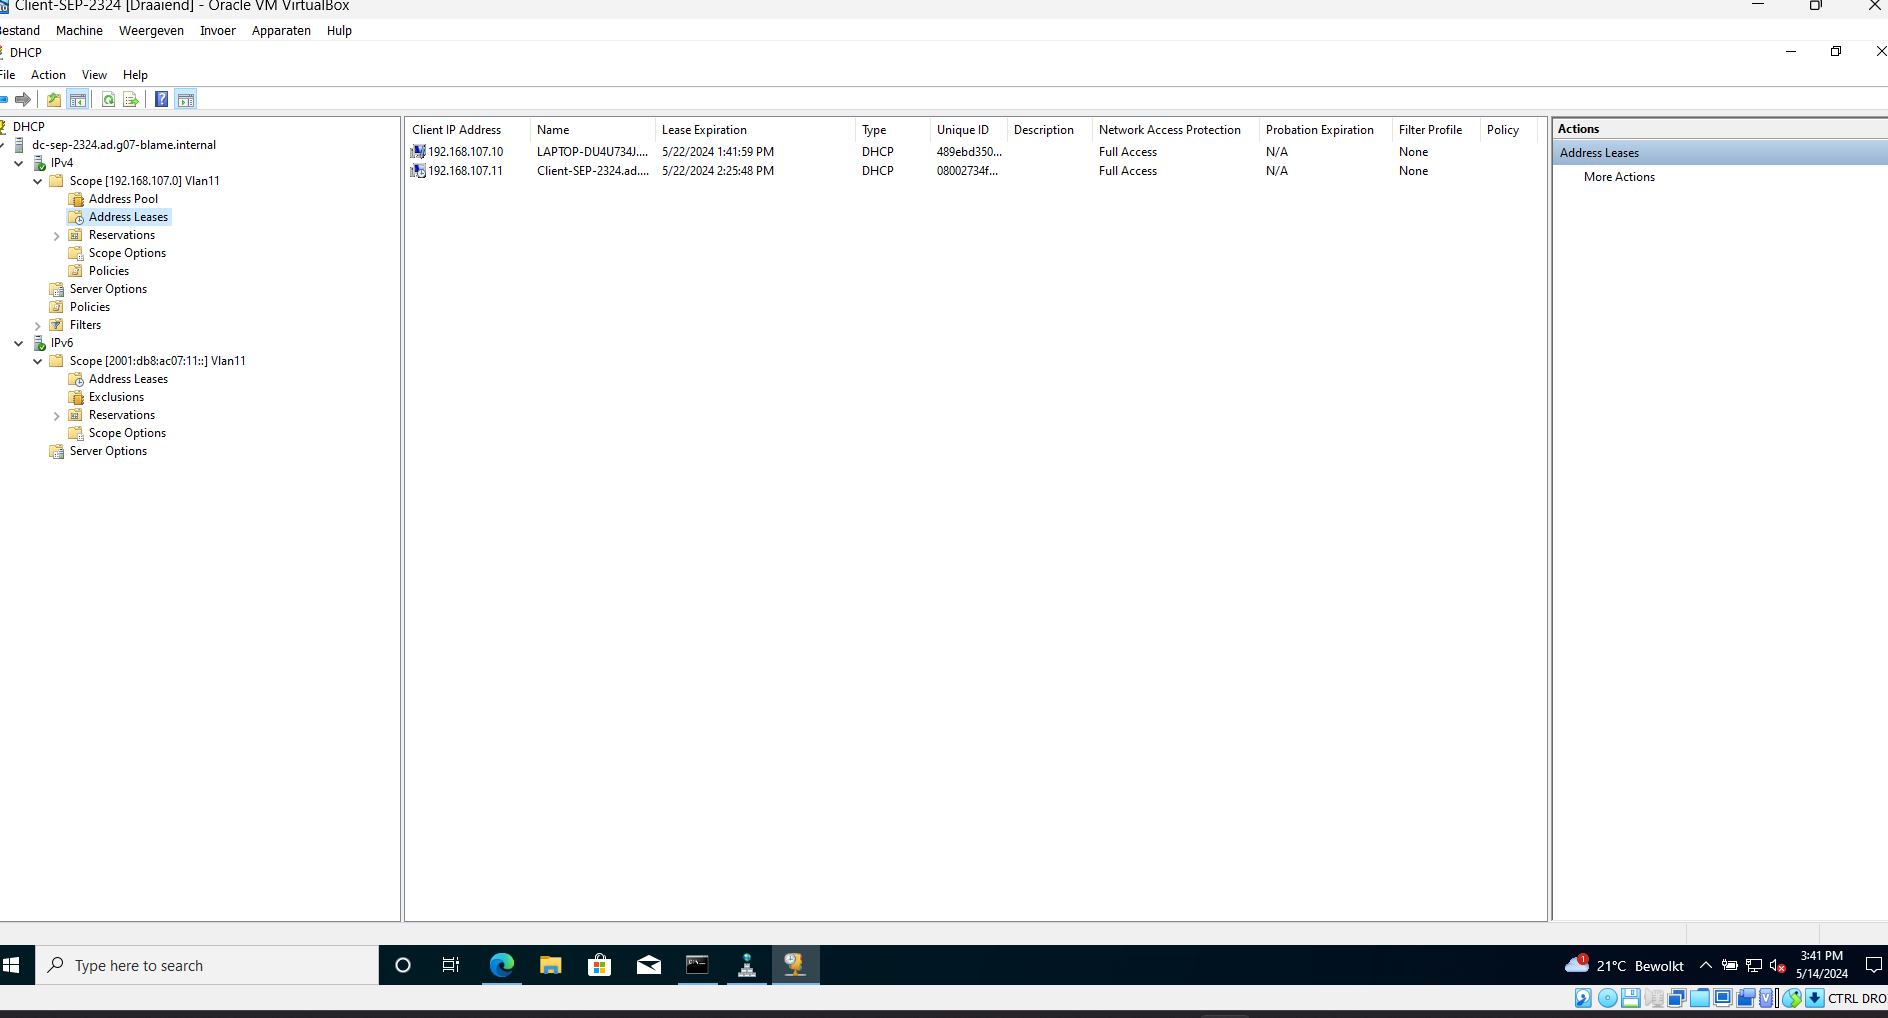 Client-SEP-2324 [Draaiend] - Oracle VM VirtualBox
Bestand Machine Weergeven Invoer Apparaten Hulp
DHCP
File Action View Help
DHCP
dc-sep-2324.ad.g07-blame.internal
IPv4
Scope [192.168.107.0] Vlan11
Address Pool
Address Leases
Reservations
Scope Options
Policies
Server Options
Policies
Filters
IPv6
Scope [2001:db8:ac07:11::] Vlan11
Address Leases
Exclusions
Reservations
Scope Options
Server Options
Client IP Address Name Lease Expiration Type Unique ID Description Network Access Protection Probation Expiration Filter Profile Policy
192.168.107.10 LAPTOP-DU4U734J.... 5/22/2024 1:41:59 PM DHCP 489ebd350... Full Access N/A None
192.168.107.11 Client-SEP-2324.ad.... 5/22/2024 2:25:48 PM DHCP 08002734f... Full Access N/A None
Actions
Address Leases
More Actions
Type here to search
1
21°C Bewolkt
3:41 PM
5/14/2024
CTRL DRO